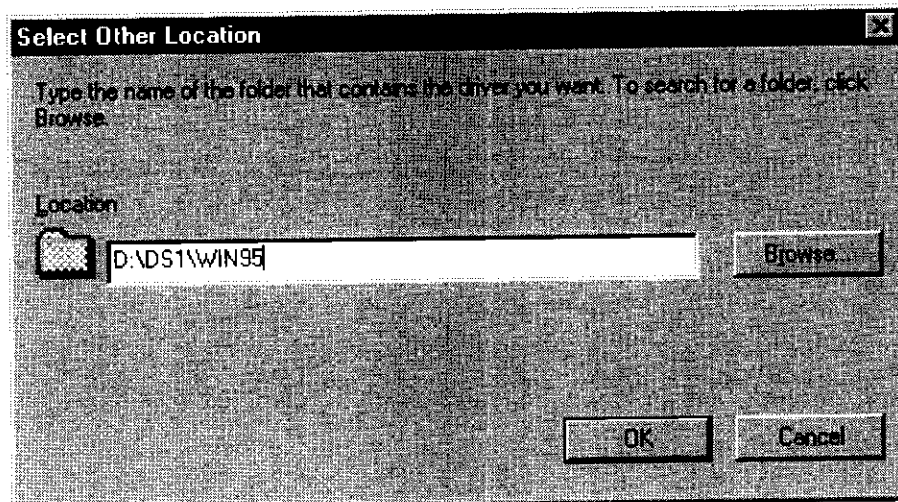 Select Other Location
Type the name of the folder that contains the driver you want. To search for a folder, click
Browse.
Location
D:\DS1\WIN95
Browse...
OK
Cancel